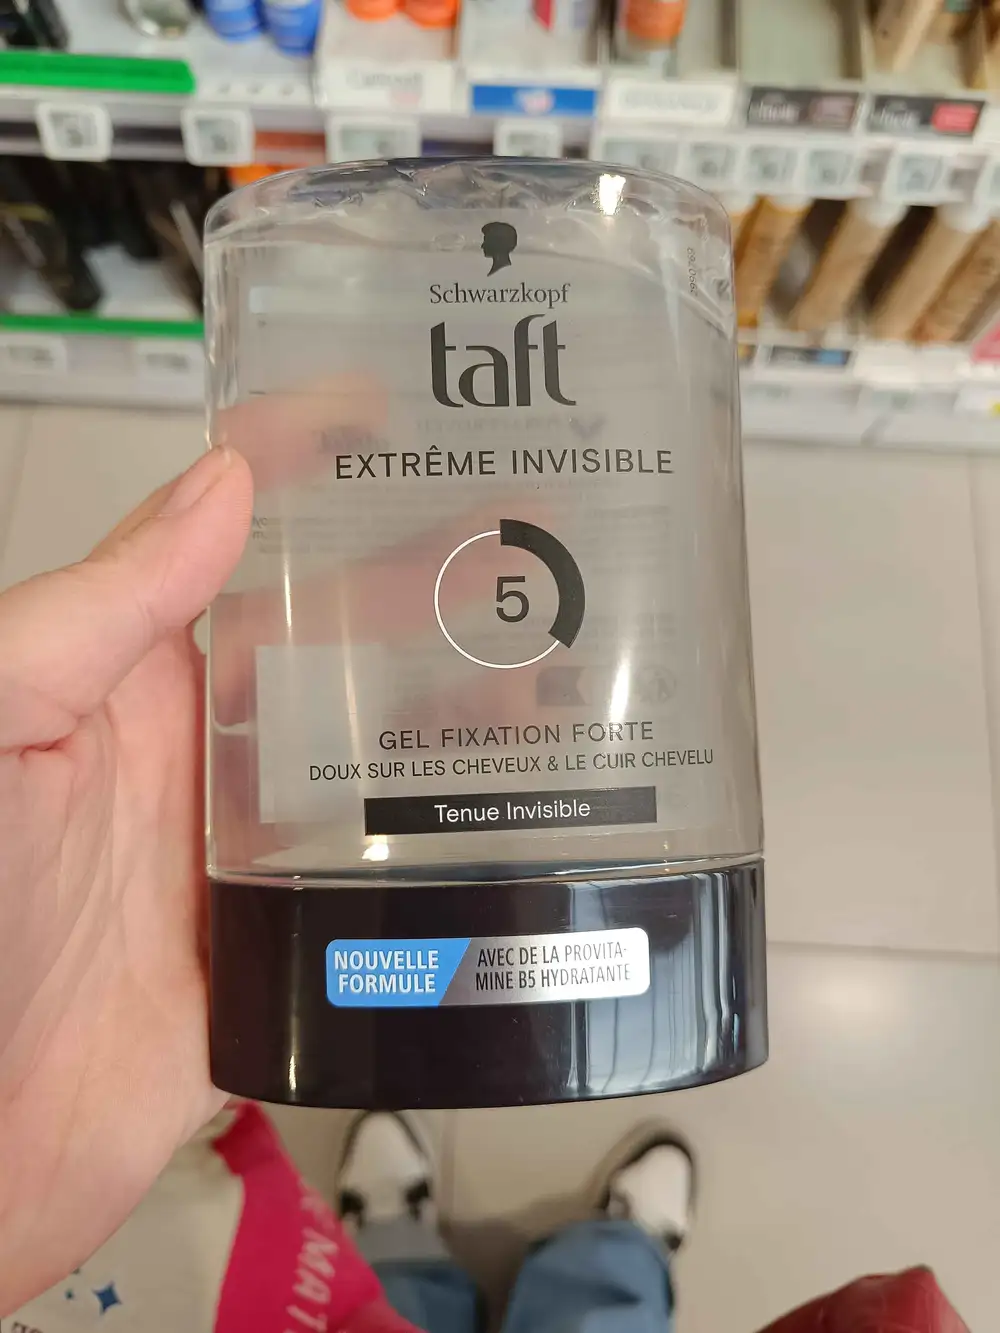 Schwarzkopf
taft
EXTRÊME INVISIBLE
5
GEL FIXATION FORTE
DOUX SUR LES CHEVEUX & LE CUIR CHEVELU
Tenue Invisible
NOUVELLE
FORMULE
AVEC DE LA PROVITA-
MINE B5 HYDRATANTE